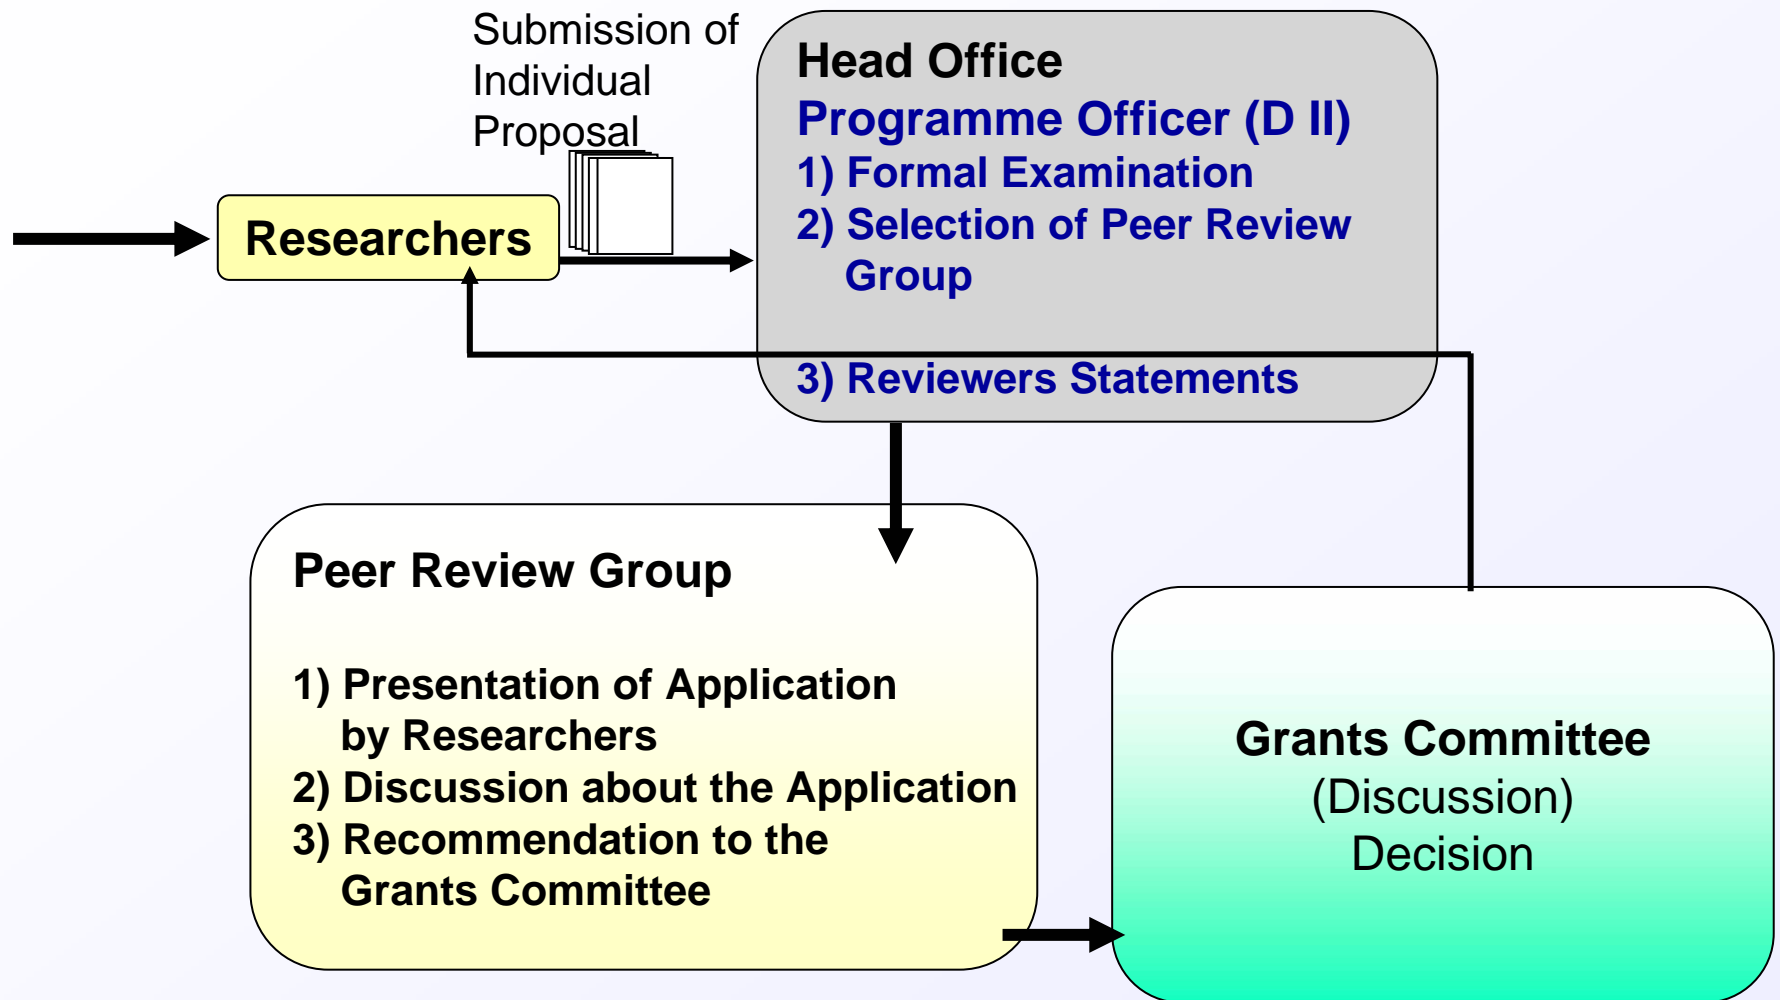 Submission of
Individual
Proposal
Researchers
Head Office
Programme Officer (D II)
1) Formal Examination
2) Selection of Peer Review
Group
3) Reviewers Statements
Peer Review Group
1) Presentation of Application
by Researchers
2) Discussion about the Application
3) Recommendation to the
Grants Committee
Grants Committee
(Discussion)
Decision